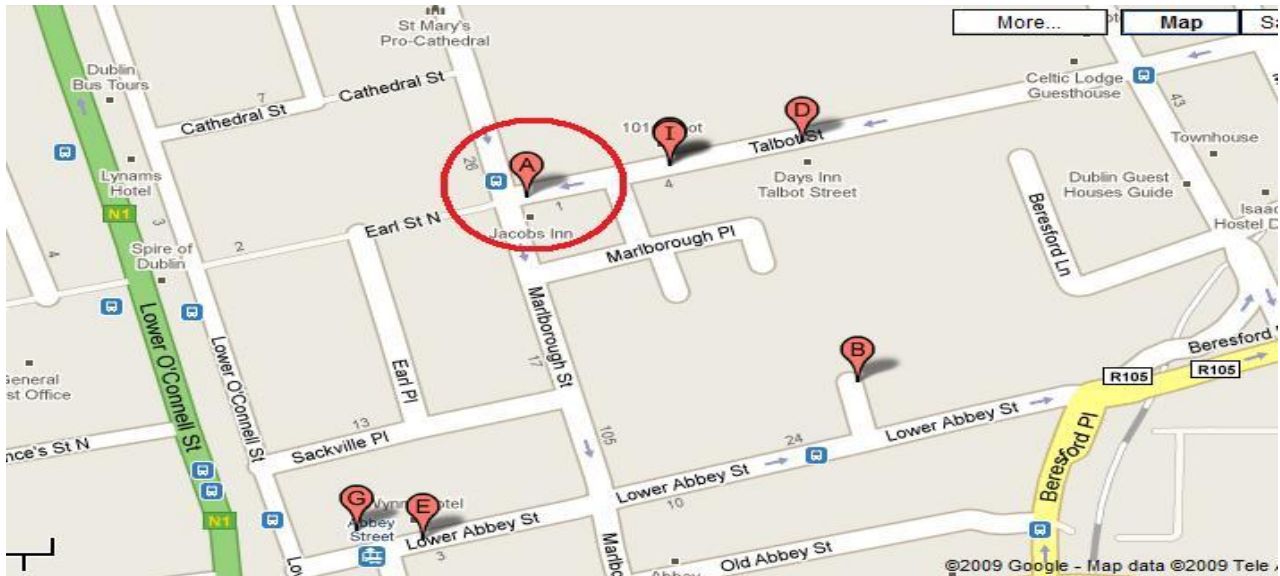 St Mary's
Pro-Cathedral
More...
Map
Dublin
Bus Tours
Cathedral St
Cathedral St
7
Celtic Lodge
Guesthouse
43
D
I
101
Talbot St
Townhouse
26
A
4
Days Inn
Talbot Street
Dublin Guest
Houses Guide
Lynams
Hotel
N1
3
1
Earl St N
Jacobs Inn
Marlborough Pl
Beresford Ln
2
4
Spire of
Dublin
Lower O'Connell St
Lower O'Connell St
Marlborough St
17
Earl Pl
B
Beresford
R105
R105
13
Sackville Pl
105
24
Lower Abbey St
Lower Abbey St
Beresford Pl
G
E
Abbey
Street
Lower Abbey St
3
10
N1
Old Abbey St
©2009 Google - Map data ©2009 Tele